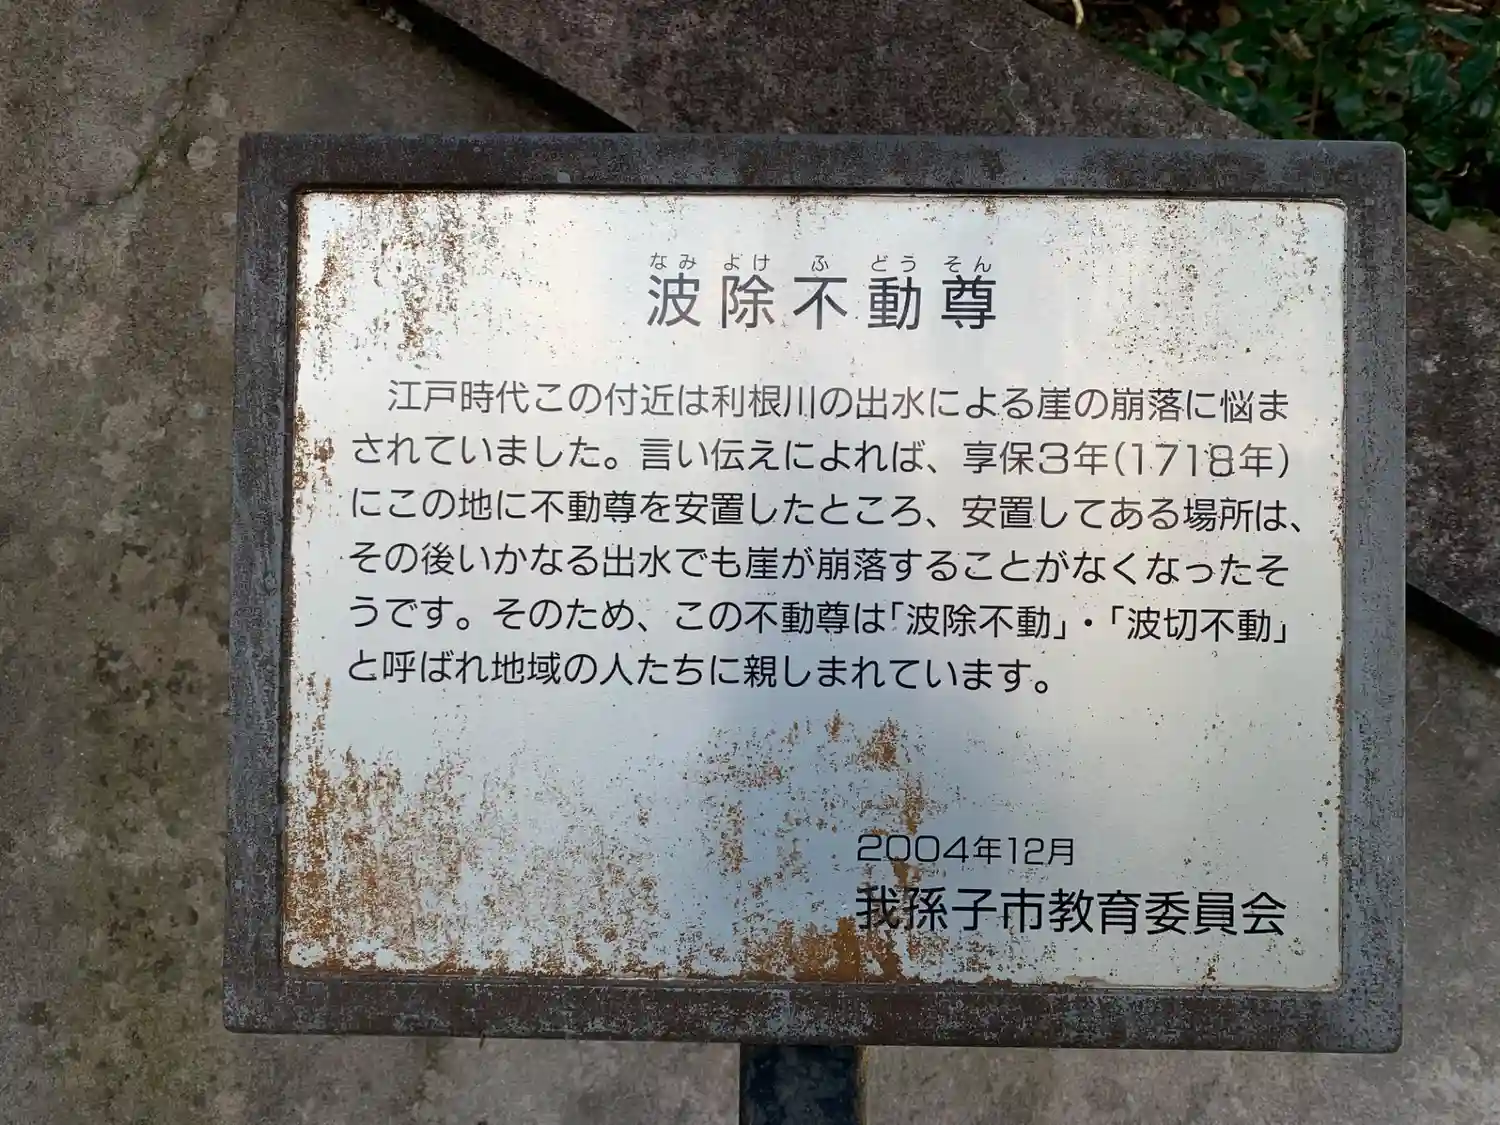 なみよけふどうそん
波除不動尊
江戸時代この付近は利根川の出水による崖の崩落に悩ま
されていました。言い伝えによれば、享保3年(1718年)
にこの地に不動尊を安置したところ、安置してある場所は、
その後いかなる出水でも崖が崩落することがなくなったそ
うです。そのため、この不動尊は「波除不動」・「波切不動」
と呼ばれ地域の人たちに親しまれています。
2004年12月
我孫子市教育委員会